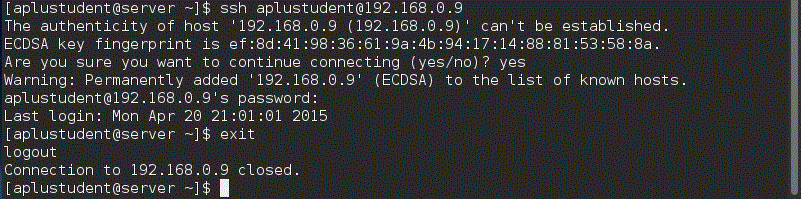 [aplustudent@server ~]$ ssh aplustudent@192.168.0.9
The authenticity of host '192.168.0.9 (192.168.0.9)' can't be established.
ECDSA key fingerprint is ef:8d:41:98:36:61:9a:4b:94:17:14:88:81:53:58:8a.
Are you sure you want to continue connecting (yes/no)? yes
Warning: Permanently added '192.168.0.9' (ECDSA) to the list of known hosts.
aplustudent@192.168.0.9's password:
Last login: Mon Apr 20 21:01:01 2015
[aplustudent@server ~]$ exit
logout
Connection to 192.168.0.9 closed.
[aplustudent@server ~]$